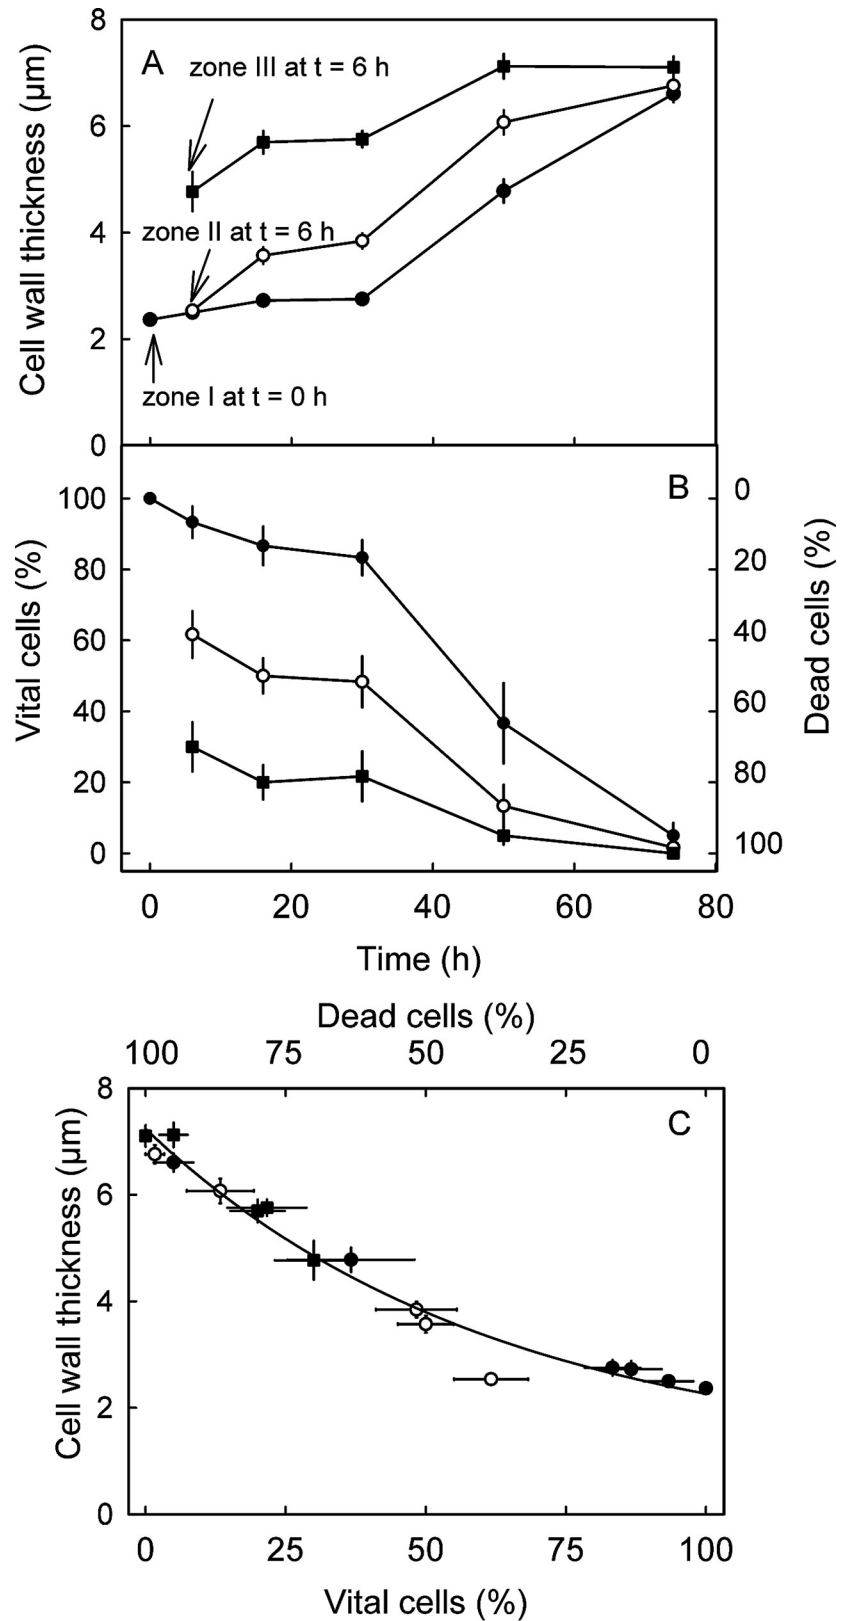 8
A
zone III at t = 6 h
6
zone II at t = 6 h
4
2
zone I at t = 0 h
0
Cell wall thickness (μm)
B
100
80
60
40
20
0
Vital cells (%)
0
20
40
60
80
100
Dead cells (%)
0 20 40 60 80
Time (h)
Dead cells (%)
100 75 50 25 0
C
8
6
4
2
0
Cell wall thickness (μm)
0 25 50 75 100
Vital cells (%)